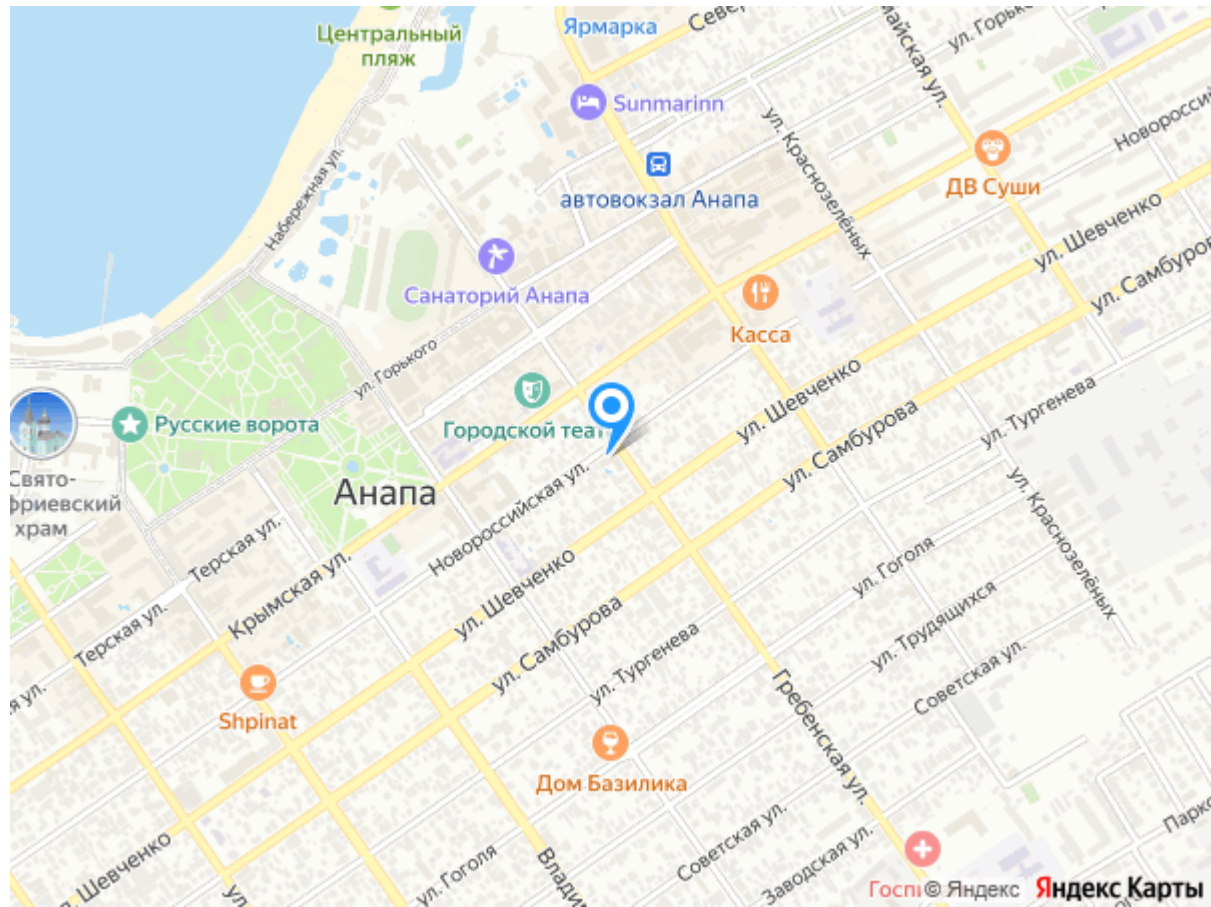 Центральный
пляж
Ярмарка
ул. Горько
Sunmarinn
Набережная ул.
ул. Краснозелёных
Новоросси
автовокзал Анапа
ДВ Суши
ул. Шевченко
Санаторий Анапа
ул. Самбуро
Касса
ул. Горького
Русские ворота
Городской теат
ул. Шевченко
ул. Самбурова
ул. Тургенева
Свято-
фриевский
храм
Анапа
Новороссийская ул.
ул. Краснозелёных
Терская ул.
Крымская ул.
ул. Шевченко
ул. Гоголя
Терская ул.
ул. Самбурова
ул. Тургенева
ул. Трудящихся
Советская ул.
я ул.
Shpinat
Гребенская ул.
Дом Базилика
Парко
Шевченко
ул. Гоголя
Влади
Советская ул.
Заводская ул.
Госпи
© Яндекс
Яндекс Карты